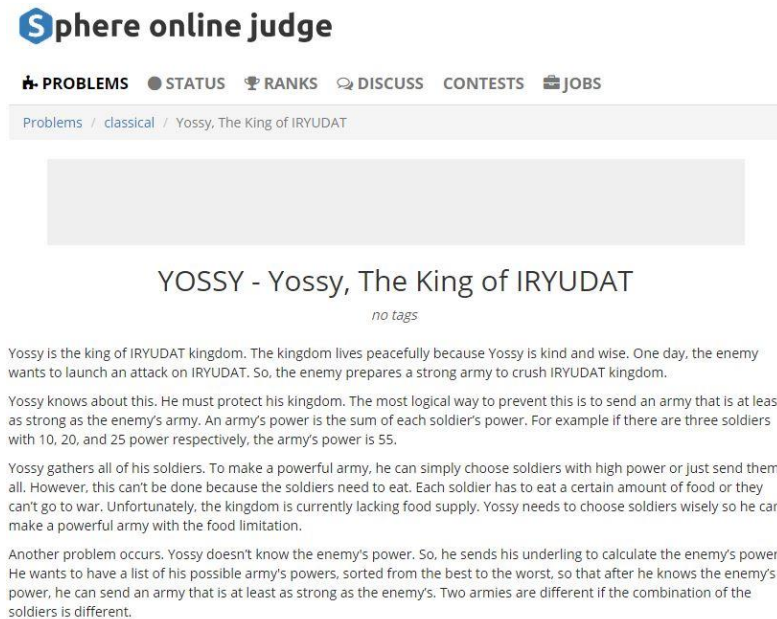 Sphere online judge
PROBLEMS STATUS RANKS DISCUSS CONTESTS JOBS
Problems / classical / Yossy, The King of IRYUDAT
YOSSY - Yossy, The King of IRYUDAT
no tags
Yossy is the king of IRYUDAT kingdom. The kingdom lives peacefully because Yossy is kind and wise. One day, the enemy
wants to launch an attack on IRYUDAT. So, the enemy prepares a strong army to crush IRYUDAT kingdom.
Yossy knows about this. He must protect his kingdom. The most logical way to prevent this is to send an army that is at leas
as strong as the enemy's army. An army's power is the sum of each soldier's power. For example if there are three soldiers
with 10, 20, and 25 power respectively, the army's power is 55.
Yossy gathers all of his soldiers. To make a powerful army, he can simply choose soldiers with high power or just send them
all. However, this can't be done because the soldiers need to eat. Each soldier has to eat a certain amount of food or they
can't go to war. Unfortunately, the kingdom is currently lacking food supply. Yossy needs to choose soldiers wisely so he can
make a powerful army with the food limitation.
Another problem occurs. Yossy doesn't know the enemy's power. So, he sends his underling to calculate the enemy's power
He wants to have a list of his possible army's powers, sorted from the best to the worst, so that after he knows the enemy's
power, he can send an army that is at least as strong as the enemy's. Two armies are different if the combination of the
soldiers is different.